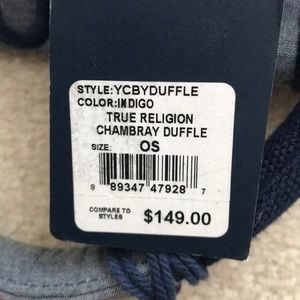 STYLE:YCBYDUFFLE
COLOR:INDIGO
TRUE RELIGION
CHAMBRAY DUFFLE
SIZE: OS
8 89347 47928 7
COMPARE TO
STYLES $149.00